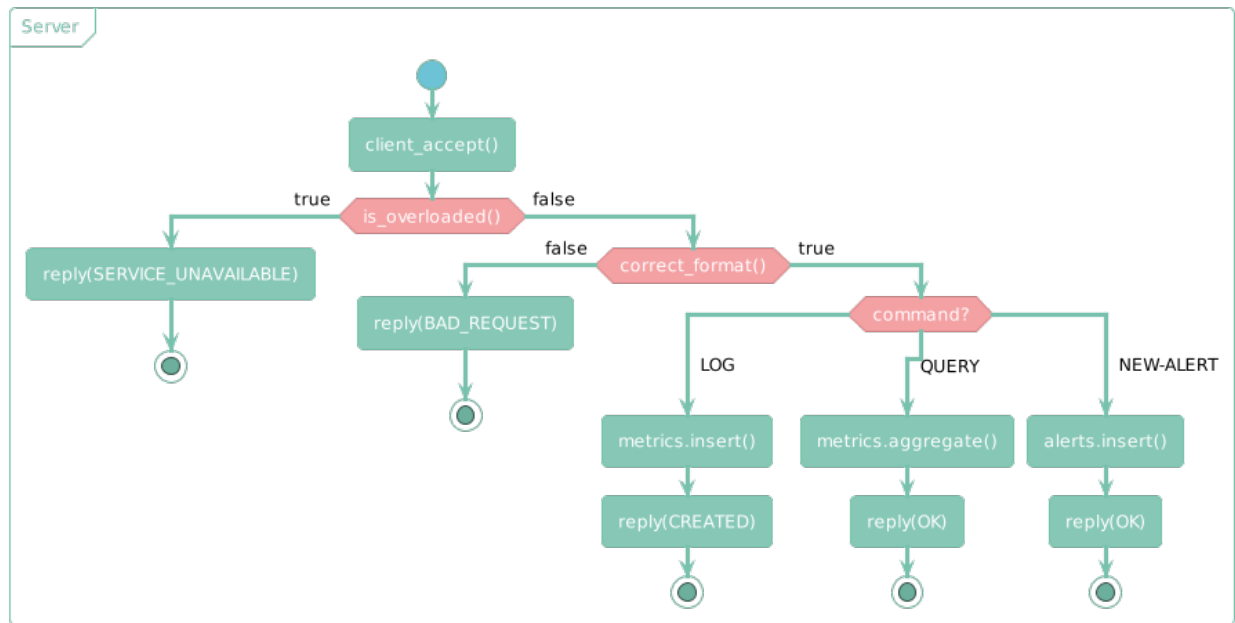 Server
client_accept()
true
is_overloaded()
false
reply(SERVICE_UNAVAILABLE)
false
correct_format()
true
reply(BAD_REQUEST)
command?
LOG
QUERY
NEW-ALERT
metrics.insert()
metrics.aggregate()
alerts.insert()
reply(CREATED)
reply(OK)
reply(OK)